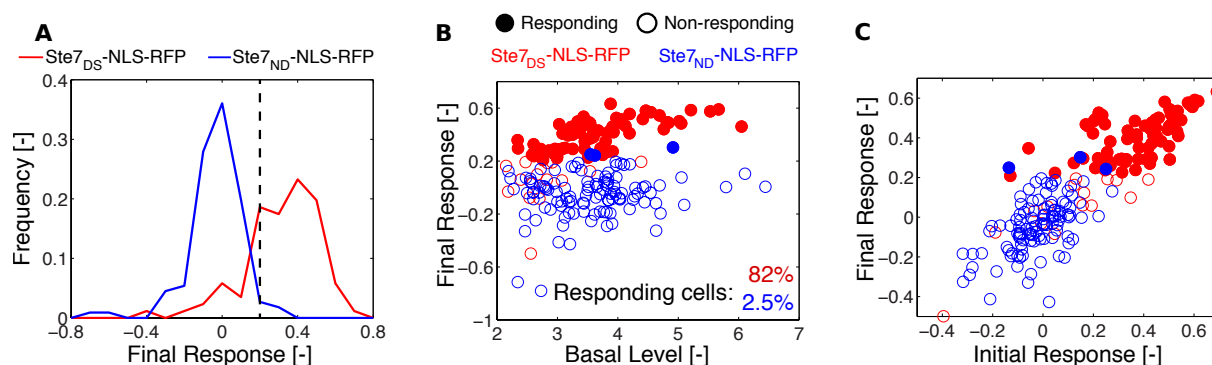 A
Ste7DS-NLS-RFP Ste7ND-NLS-RFP
0.4
0.3
0.2
0.1
0
−0.8 −0.4 0 0.4 0.8
Frequency [-]
Final Response [-]
B
Responding Non-responding
Ste7DS-NLS-RFP Ste7ND-NLS-RFP
0.6
0.2
−0.2
−0.6
−1
2 3 4 5 6 7
Final Response [-]
Basal Level [-]
Responding cells:
82%
2.5%
C
0.6
0.4
0.2
0
−0.2
−0.4
−0.4 −0.2 0 0.2 0.4 0.6
Final Response [-]
Initial Response [-]